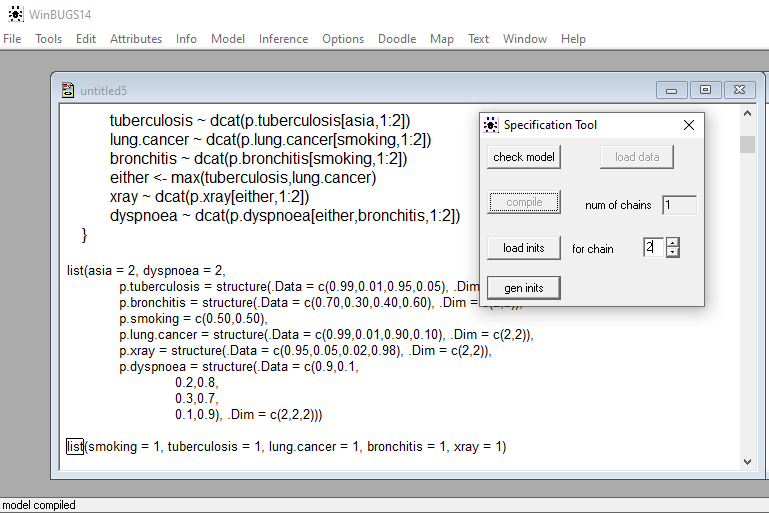 WinBUGS14
File Tools Edit Attributes Info Model Inference Options Doodle Map Text Window Help
untitled5
tuberculosis ~ dcat(p.tuberculosis[asia,1:2])
lung.cancer ~ dcat(p.lung.cancer[smoking,1:2])
bronchitis ~ dcat(p.bronchitis[smoking,1:2])
either <- max(tuberculosis,lung.cancer)
xray ~ dcat(p.xray[either,1:2])
dyspnoea ~ dcat(p.dyspnoea[either,bronchitis,1:2])
}
list(asia = 2, dyspnoea = 2,
p.tuberculosis = structure(.Data = c(0.99,0.01,0.95,0.05), .Dim
p.bronchitis = structure(.Data = c(0.70,0.30,0.40,0.60), .Dim = c(2,2)),
p.smoking = c(0.50,0.50),
p.lung.cancer = structure(.Data = c(0.99,0.01,0.90,0.10), .Dim = c(2,2)),
p.xray = structure(.Data = c(0.95,0.05,0.02,0.98), .Dim = c(2,2)),
p.dyspnoea = structure(.Data = c(0.9,0.1,
0.2,0.8,
0.3,0.7,
0.1,0.9), .Dim = c(2,2,2)))
list(smoking = 1, tuberculosis = 1, lung.cancer = 1, bronchitis = 1, xray = 1)
Specification Tool
check model load data
compile num of chains 1
load inits for chain 2
gen inits
model compiled